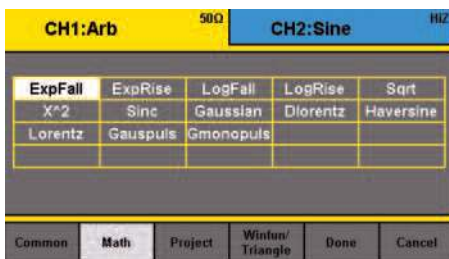 CH1:Arb 50Ω CH2:Sine HiZ
ExpFall ExpRise LogFall LogRise Sqrt
X^2 Sinc Gaussian Dlorentz Haversine
Lorentz Gauspuls Gmonopuls
Common Math Project Winfun/ Triangle Done Cancel